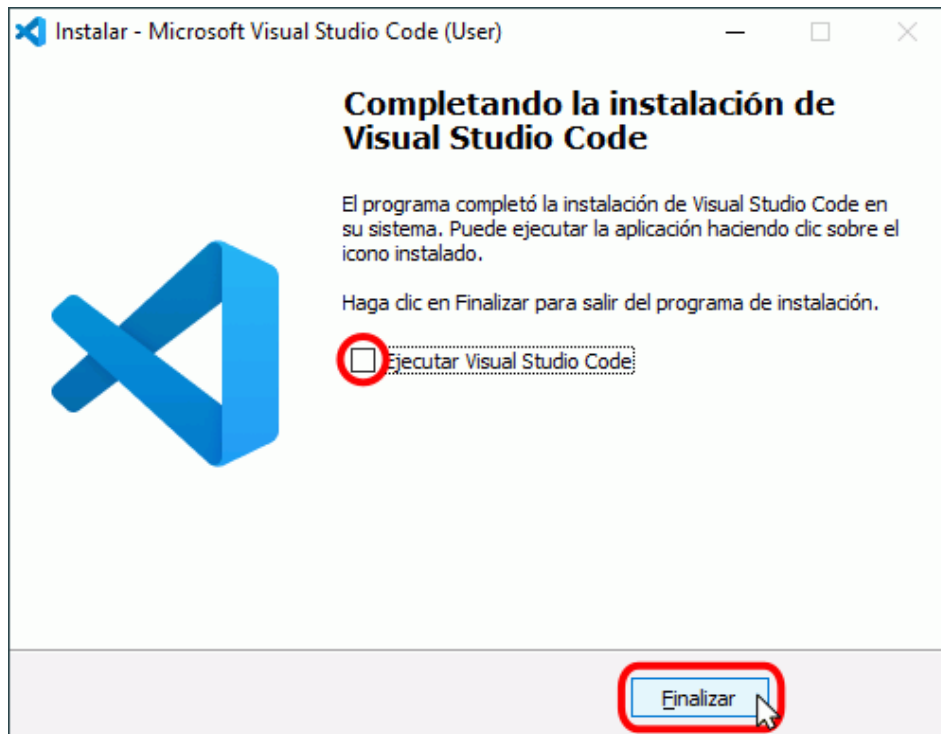 Instalar - Microsoft Visual Studio Code (User)
Completando la instalación de
Visual Studio Code
El programa completó la instalación de Visual Studio Code en
su sistema. Puede ejecutar la aplicación haciendo clic sobre el
icono instalado.
Haga clic en Finalizar para salir del programa de instalación.
Ejecutar Visual Studio Code
Finalizar